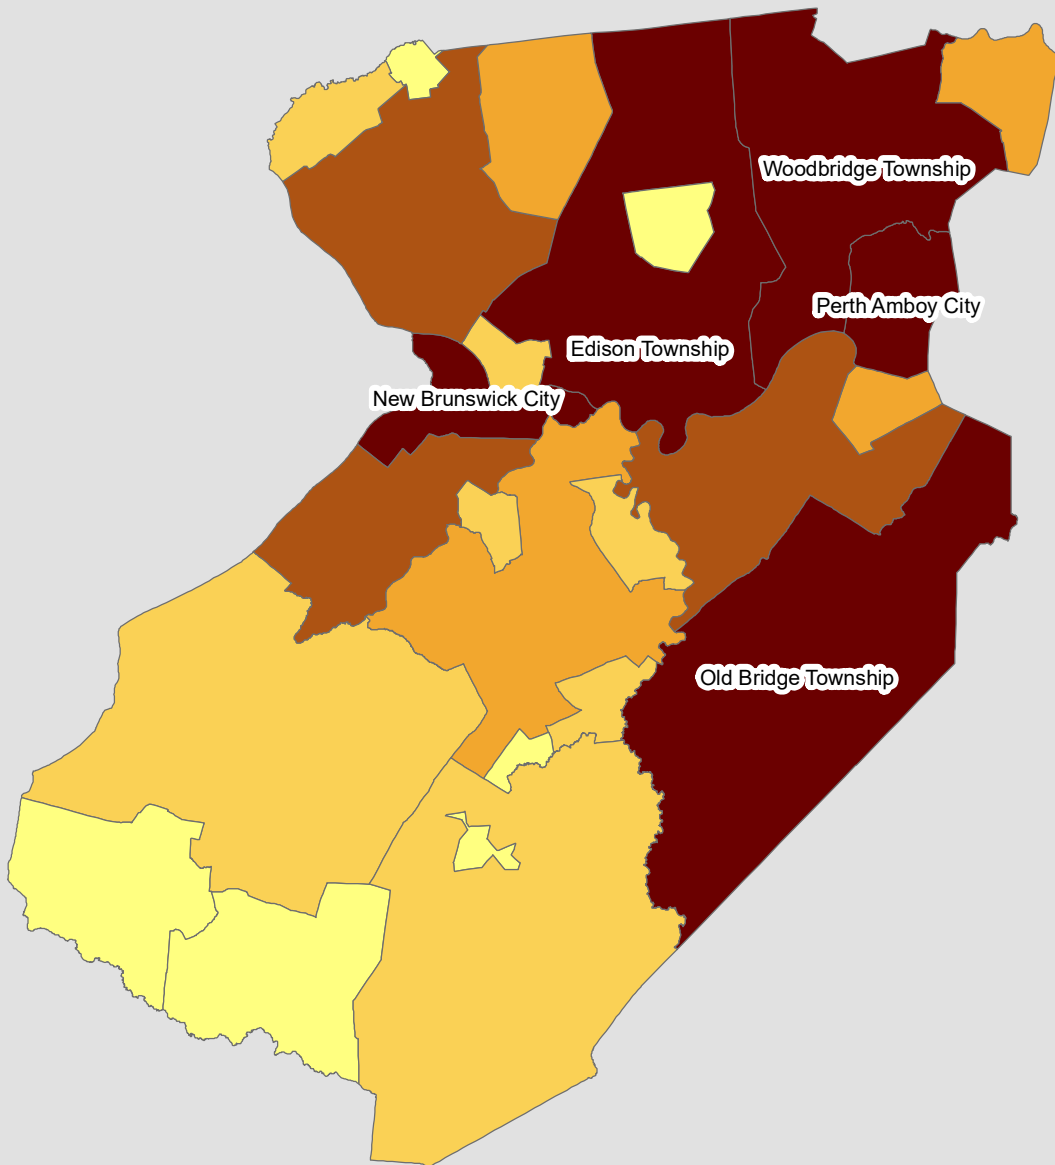 Woodbridge Township
Perth Amboy City
Edison Township
New Brunswick City
Old Bridge Township